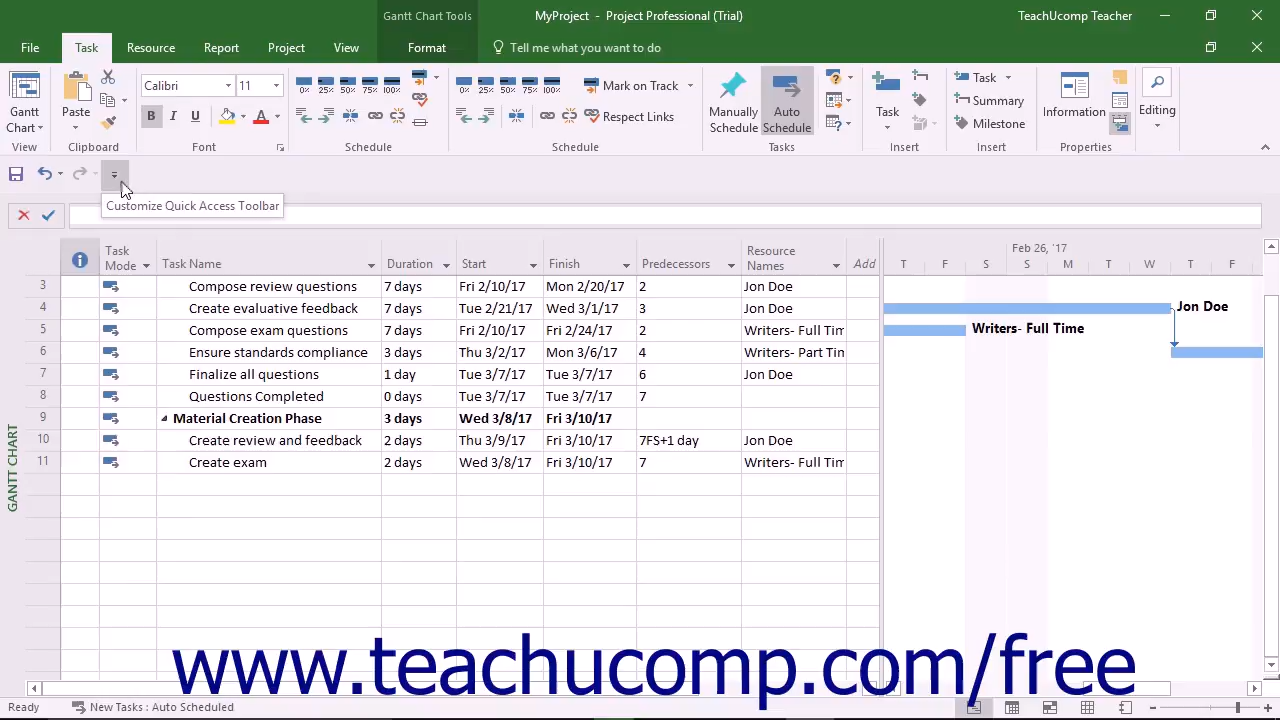 Gantt Chart Tools
MyProject - Project Professional (Trial)
TeachUcomp Teacher
File Task Resource Report Project View Format Tell me what you want to do
Gantt Chart
View
Paste
Clipboard
Calibri 11
B I U A
Font
0% 25% 50% 75% 100%
Schedule
0% 25% 50% 75% 100%
Mark on Track
Respect Links
Schedule
Manually Schedule
Auto Schedule
Tasks
Task
Insert
Task
Summary
Milestone
Insert
Information
Properties
Editing
Customize Quick Access Toolbar
Task Mode Task Name Duration Start Finish Predecessors Resource Names Add
Feb 26, '17
T F S S M T W T F
3 Compose review questions 7 days Fri 2/10/17 Mon 2/20/17 2 Jon Doe
4 Create evaluative feedback 7 days Tue 2/21/17 Wed 3/1/17 3 Jon Doe
5 Compose exam questions 7 days Fri 2/10/17 Fri 2/24/17 2 Writers- Full Tim
6 Ensure standards compliance 3 days Thu 3/2/17 Mon 3/6/17 4 Writers- Part Tin
7 Finalize all questions 1 day Tue 3/7/17 Tue 3/7/17 6 Jon Doe
8 Questions Completed 0 days Tue 3/7/17 Tue 3/7/17 7
9 Material Creation Phase 3 days Wed 3/8/17 Fri 3/10/17
10 Create review and feedback 2 days Thu 3/9/17 Fri 3/10/17 7FS+1 day Jon Doe
11 Create exam 2 days Wed 3/8/17 Fri 3/10/17 7 Writers- Full Tim
Jon Doe
Writers- Full Time
GANTT CHART
www.teachucomp.com/free
Ready New Tasks : Auto Scheduled